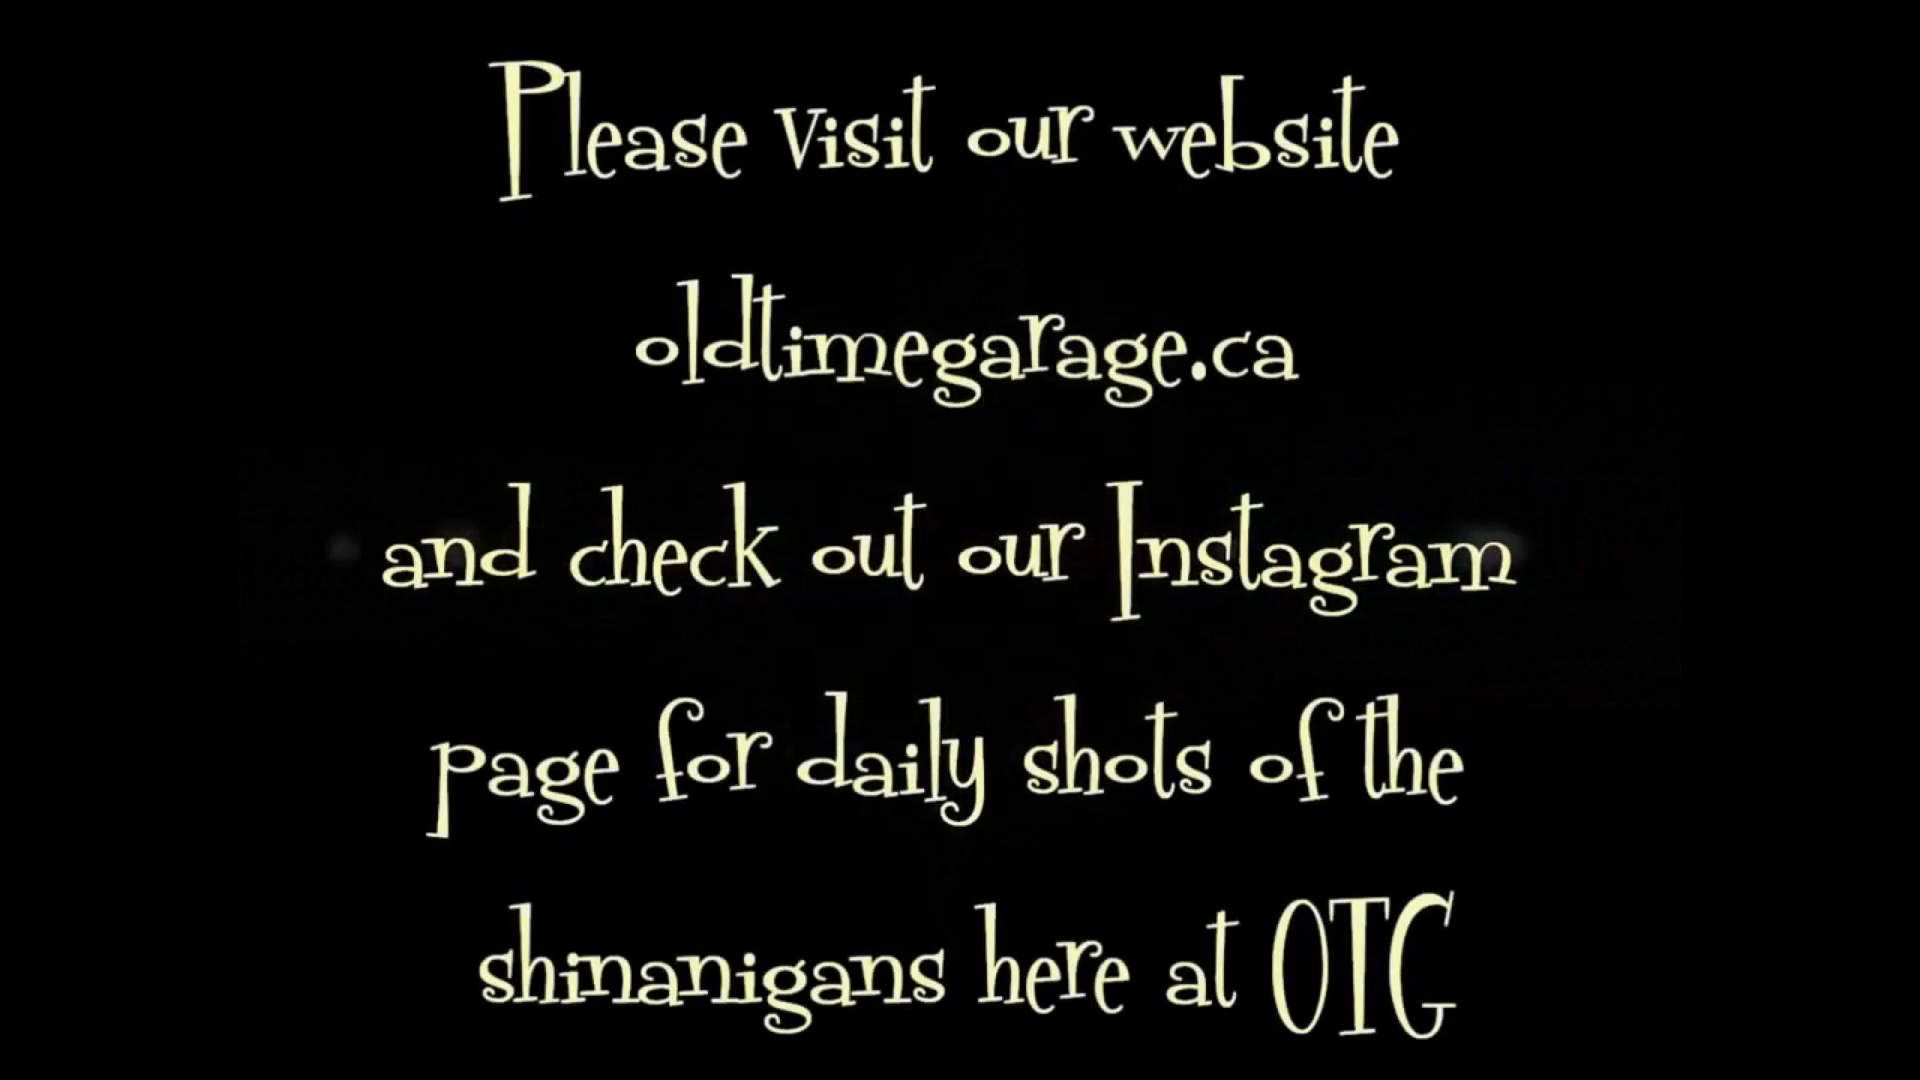 Please visit our website
oldtimegarage.ca
and check out our Instagram
page for daily shots of the
shinanigans here at OTG